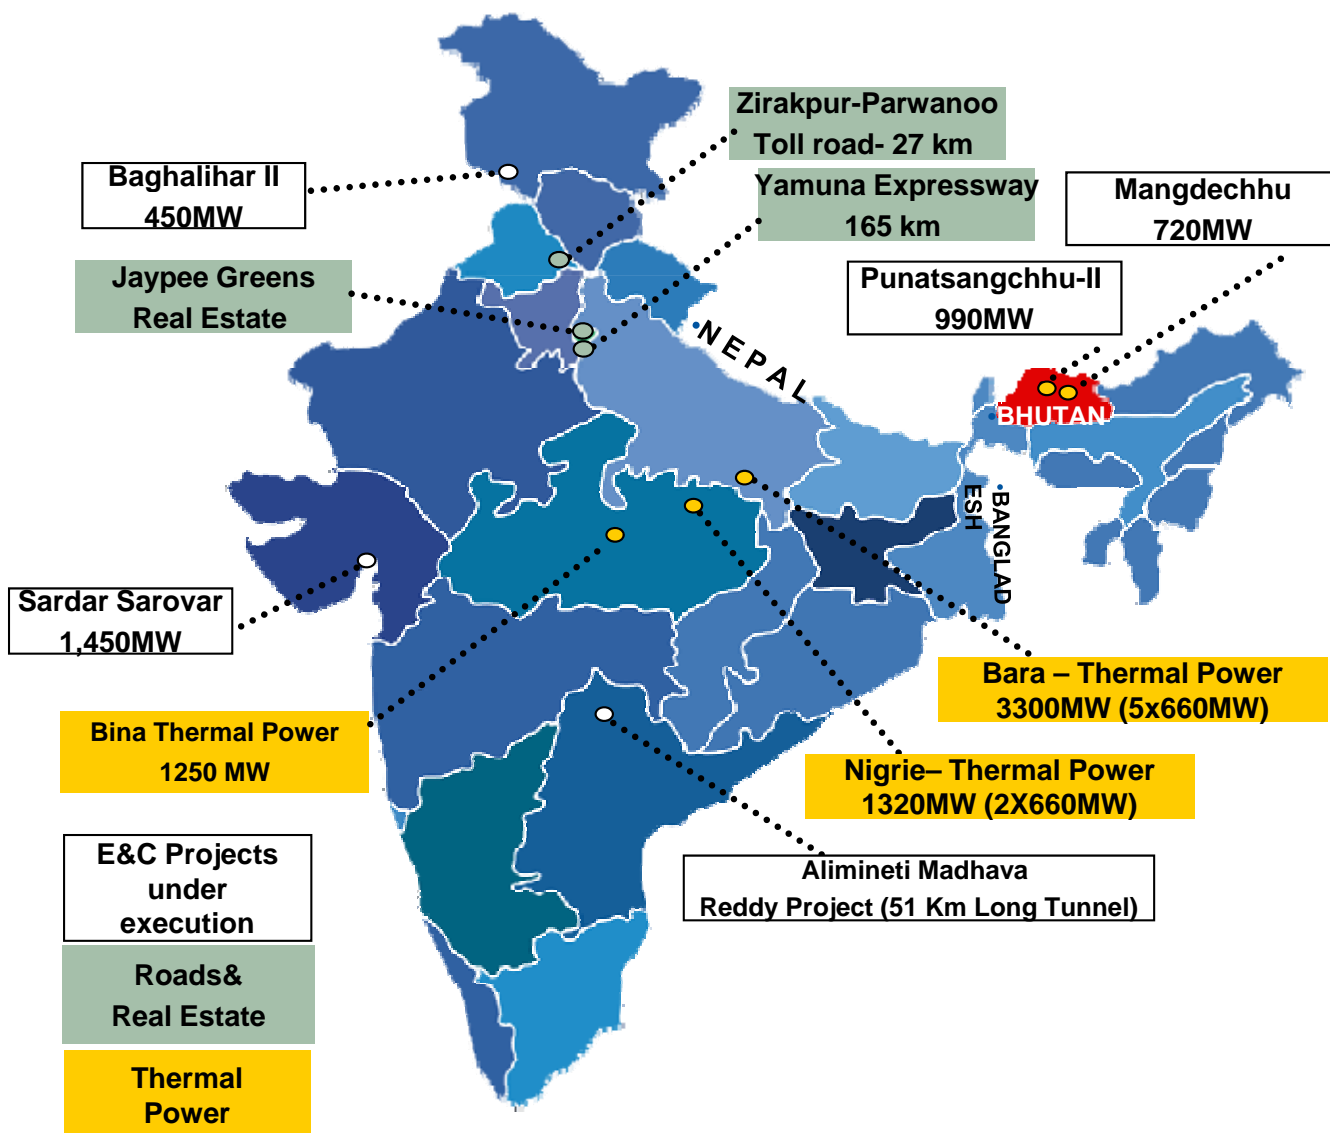 Zirakpur-Parwanoo
Toll road- 27 km
Baghalihar II
450MW
Yamuna Expressway
165 km
Mangdechhu
720MW
Jaypee Greens
Real Estate
Punatsangchhu-II
990MW
NEPAL
BHUTAN
BANGLAD
ESH
Sardar Sarovar
1,450MW
Bara – Thermal Power
3300MW (5x660MW)
Bina Thermal Power
1250 MW
Nigrie– Thermal Power
1320MW (2X660MW)
Alimineti Madhava
Reddy Project (51 Km Long Tunnel)
E&C Projects
under
execution
Roads&
Real Estate
Thermal
Power